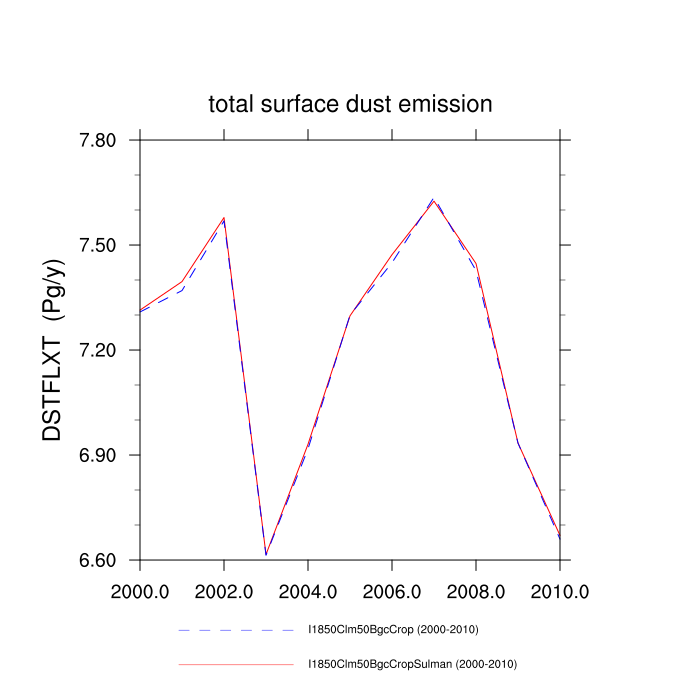 total surface dust emission
7.80
7.50
7.20
6.90
6.60
DSTFLXT (Pg/y)
2000.0 2002.0 2004.0 2006.0 2008.0 2010.0
I1850Clm50BgcCrop (2000-2010)
I1850Clm50BgcCropSulman (2000-2010)